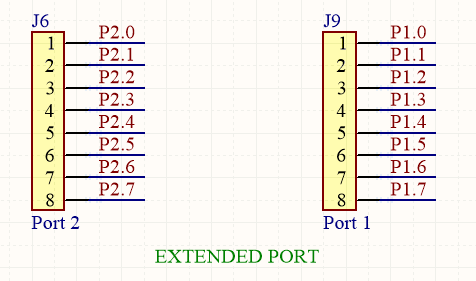 J6 J9
1 P2.0 1 P1.0
2 P2.1 2 P1.1
3 P2.2 3 P1.2
4 P2.3 4 P1.3
5 P2.4 5 P1.4
6 P2.5 6 P1.5
7 P2.6 7 P1.6
8 P2.7 8 P1.7
Port 2 Port 1
EXTENDED PORT